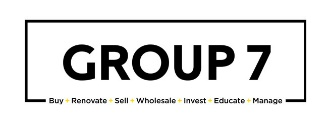 GROUP 7
Buy + Renovate + Sell + Wholesale + Invest + Educate + Manage